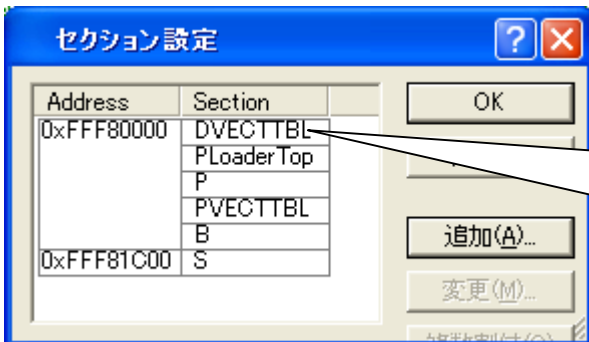 セクション設定
Address Section
OK
0xFFF80000 DVECTTBL
PLoaderTop
P
PVECTTBL
B
追加(A)...
0xFFF81C00 S
変更(M)...